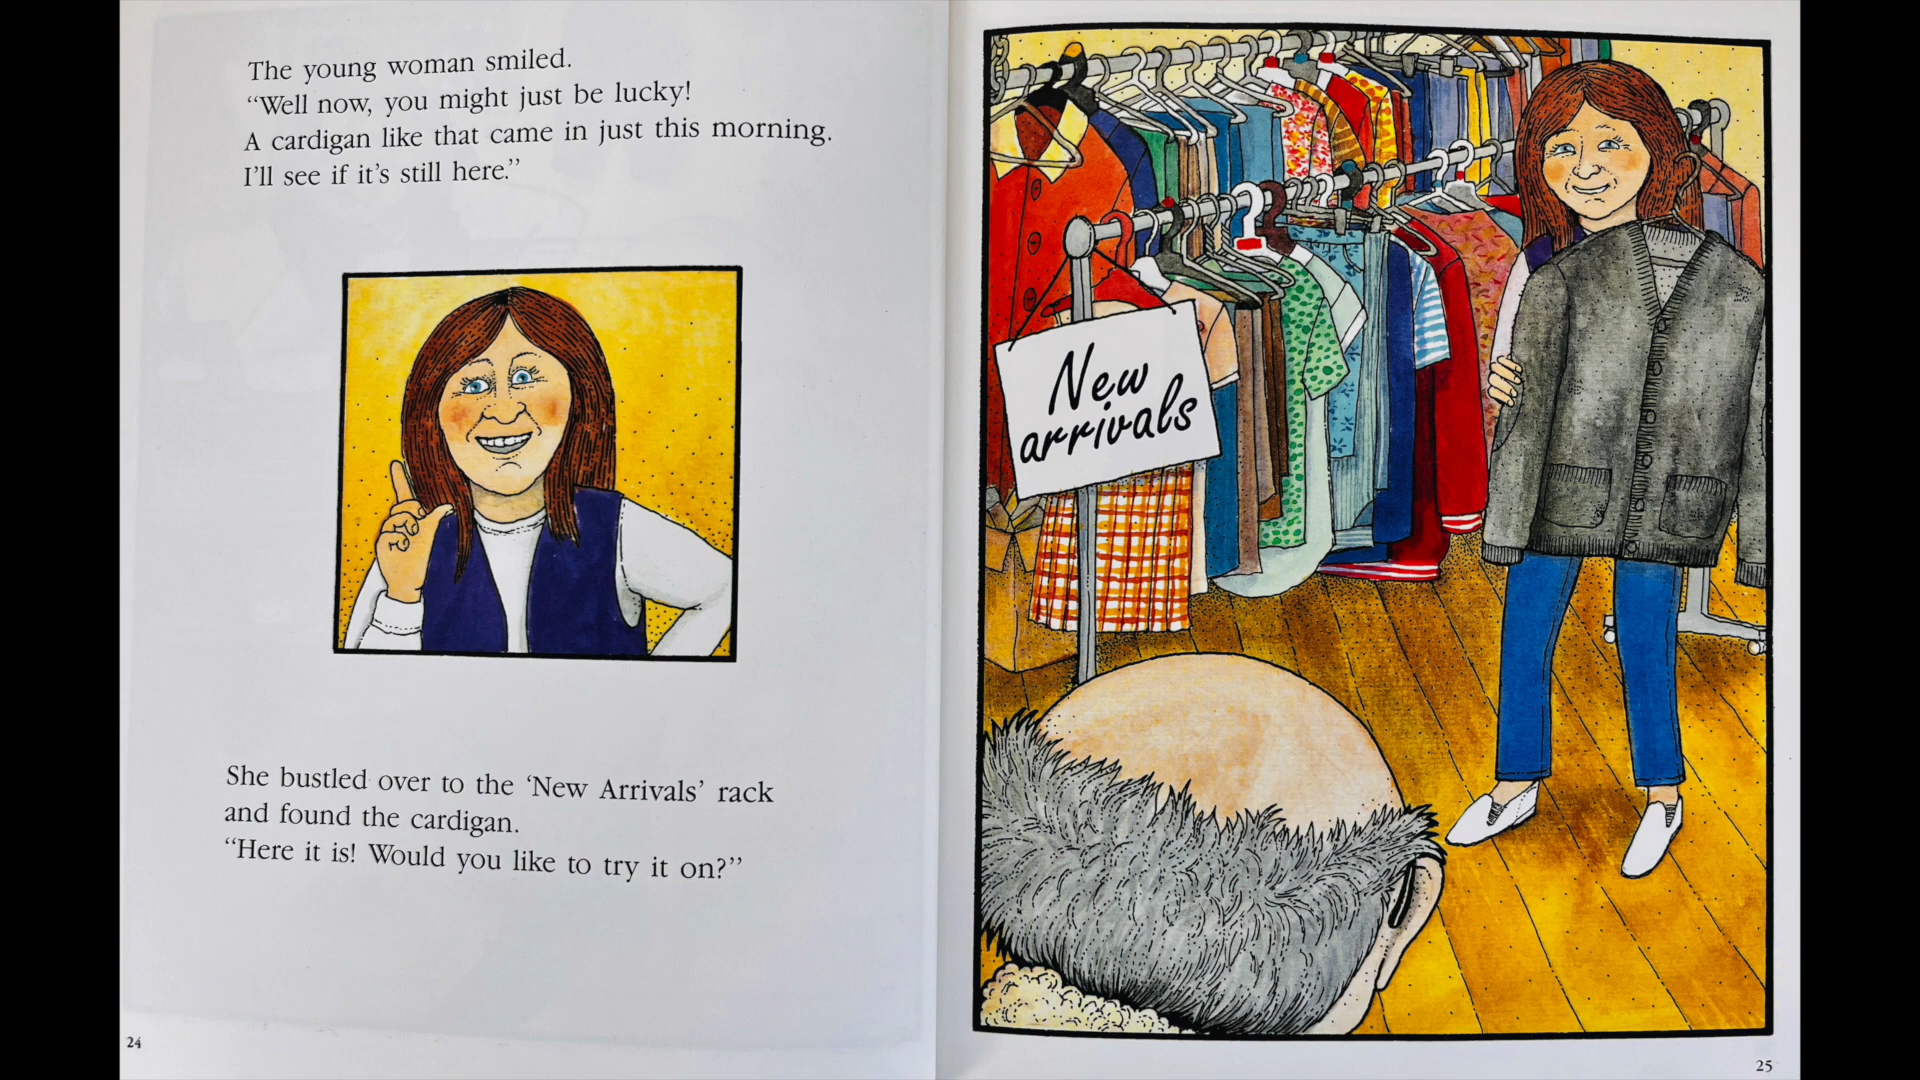 The young woman smiled.
“Well now, you might just be lucky!
A cardigan like that came in just this morning.
I’ll see if it’s still here.”
She bustled over to the ‘New Arrivals’ rack
and found the cardigan.
“Here it is! Would you like to try it on?”
24
New
arrivals
25